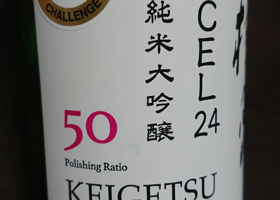 CHALLENGE
CEL24
純米大吟醸
50
Polishing Ratio
KEIGETSU